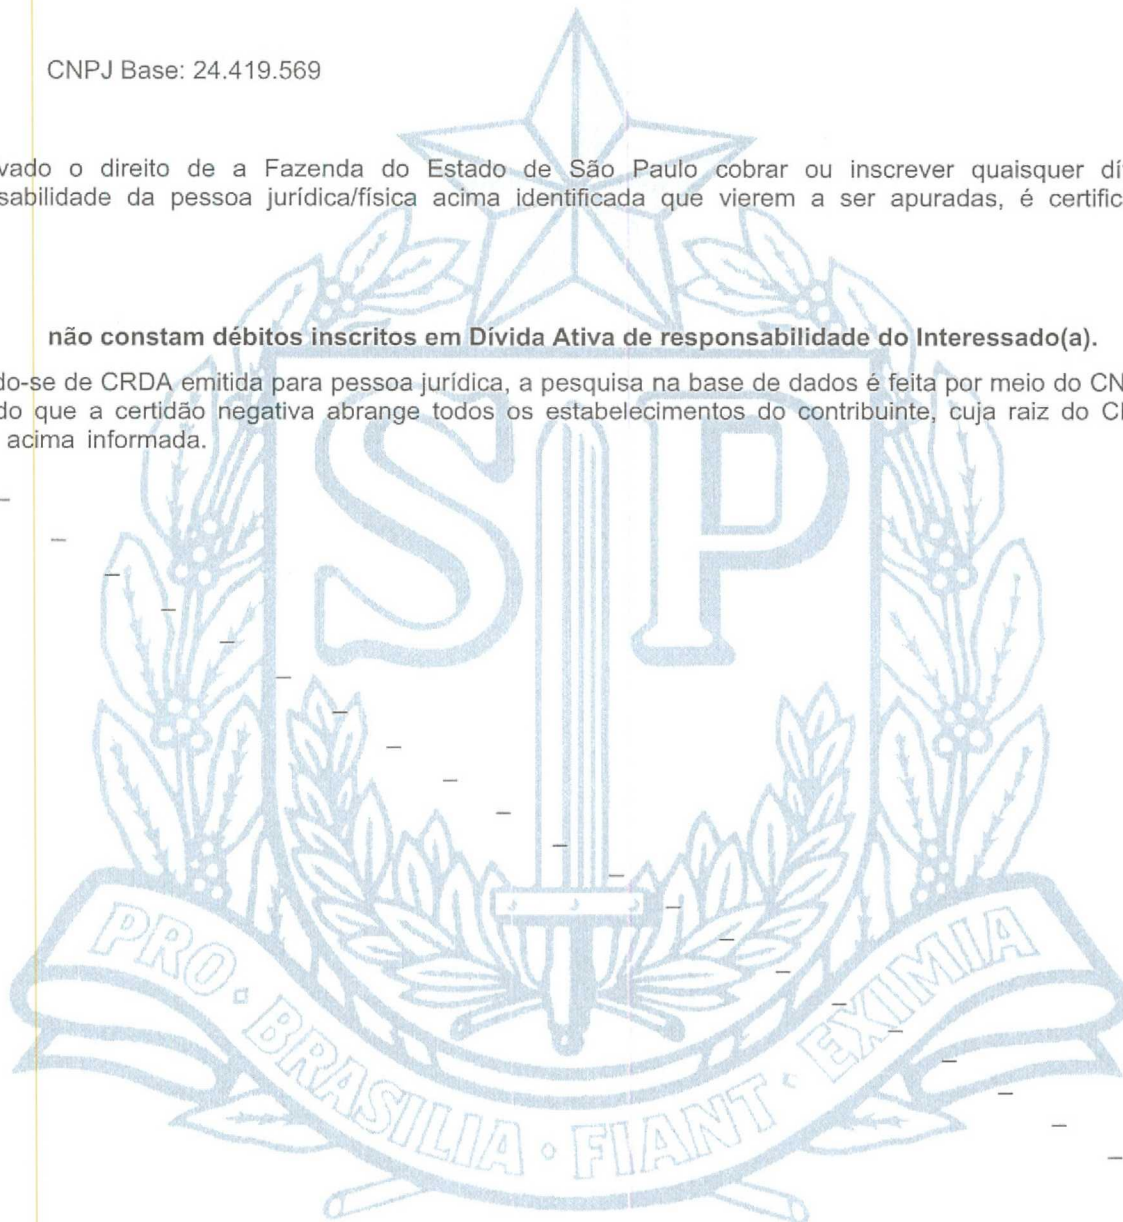 CNPJ Base: 24.419.569
vado o direito de a Fazenda do Estado de São Paulo cobrar ou inscrever quaisquer dív
sabilidade da pessoa jurídica/física acima identificada que vierem a ser apuradas, é certific
não constam débitos inscritos em Dívida Ativa de responsabilidade do Interessado(a).
do-se de CRDA emitida para pessoa jurídica, a pesquisa na base de dados é feita por meio do CN
do que a certidão negativa abrange todos os estabelecimentos do contribuinte, cuja raiz do C
acima informada.
SP
PRO · BRASILIA · FIANT · EXIMIA